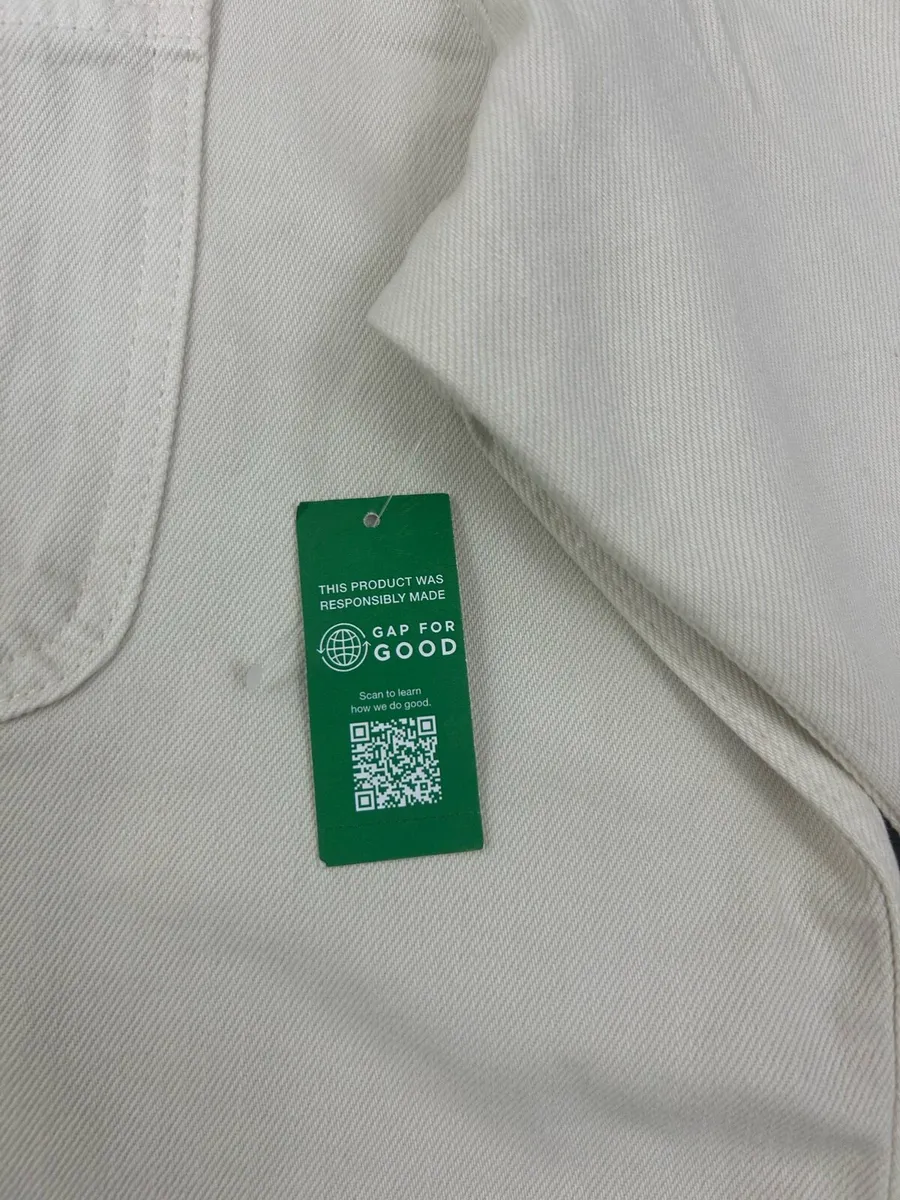 THIS PRODUCT WAS
RESPONSIBLY MADE
GAP FOR
GOOD
Scan to learn
how we do good.